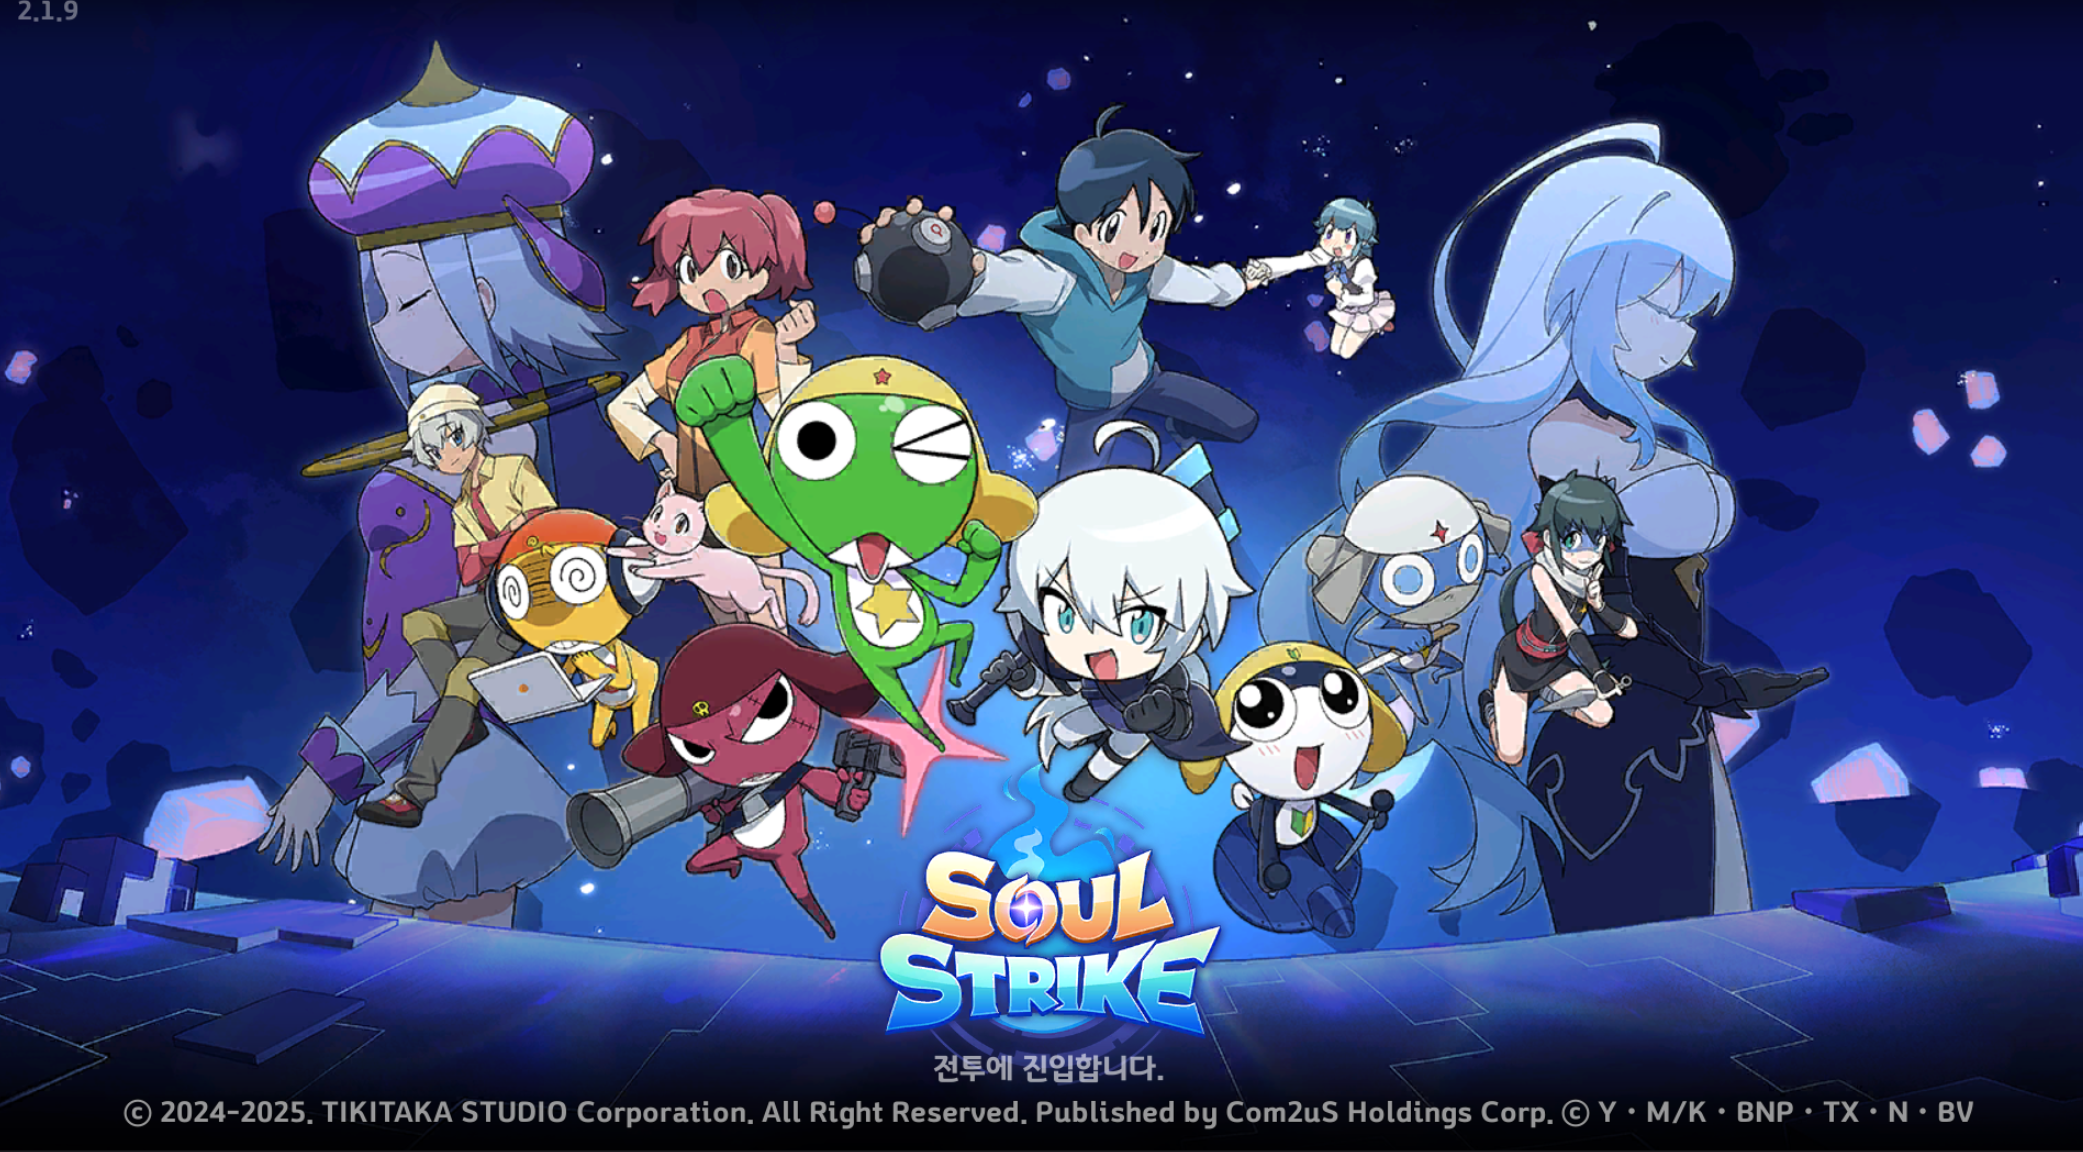 2.1.9
SOUL
STRIKE
전투에 진입합니다.
© 2024-2025. TIKITAKA STUDIO Corporation. All Right Reserved. Published by Com2uS Holdings Corp. © Y・M/K・BNP・TX・N・BV